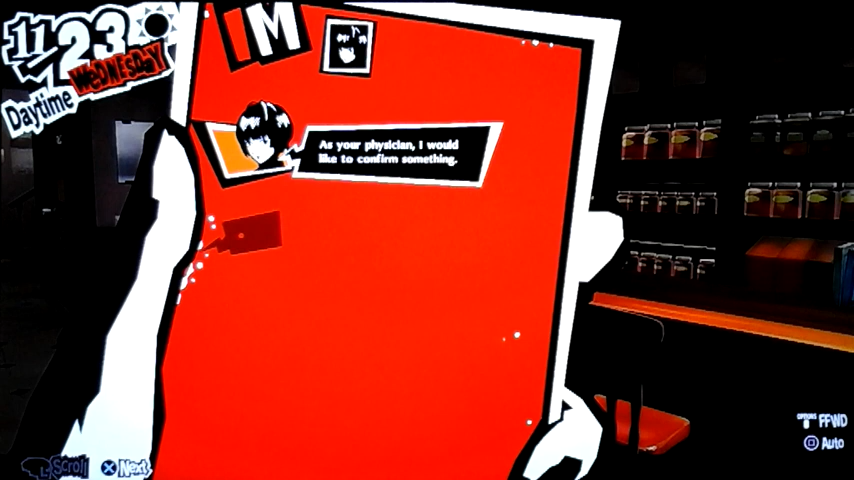 11/23
WEDNESDAY
Daytime
IM
As your physician, I would
like to confirm something.
OPTIONS FFWD
Auto
L Scroll
Next